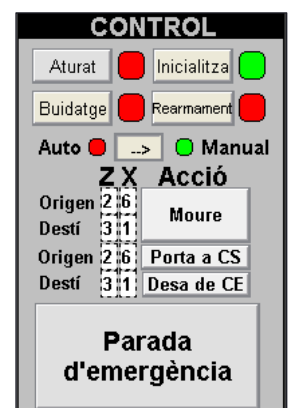 CONTROL
Aturat Inicialitza
Buidatge Rearmament
Auto --> Manual
Z X Acció
Origen 2 6 Moure
Destí 3 1
Origen 2 6 Porta a CS
Destí 3 1 Desa de CE
Parada
d'emergència